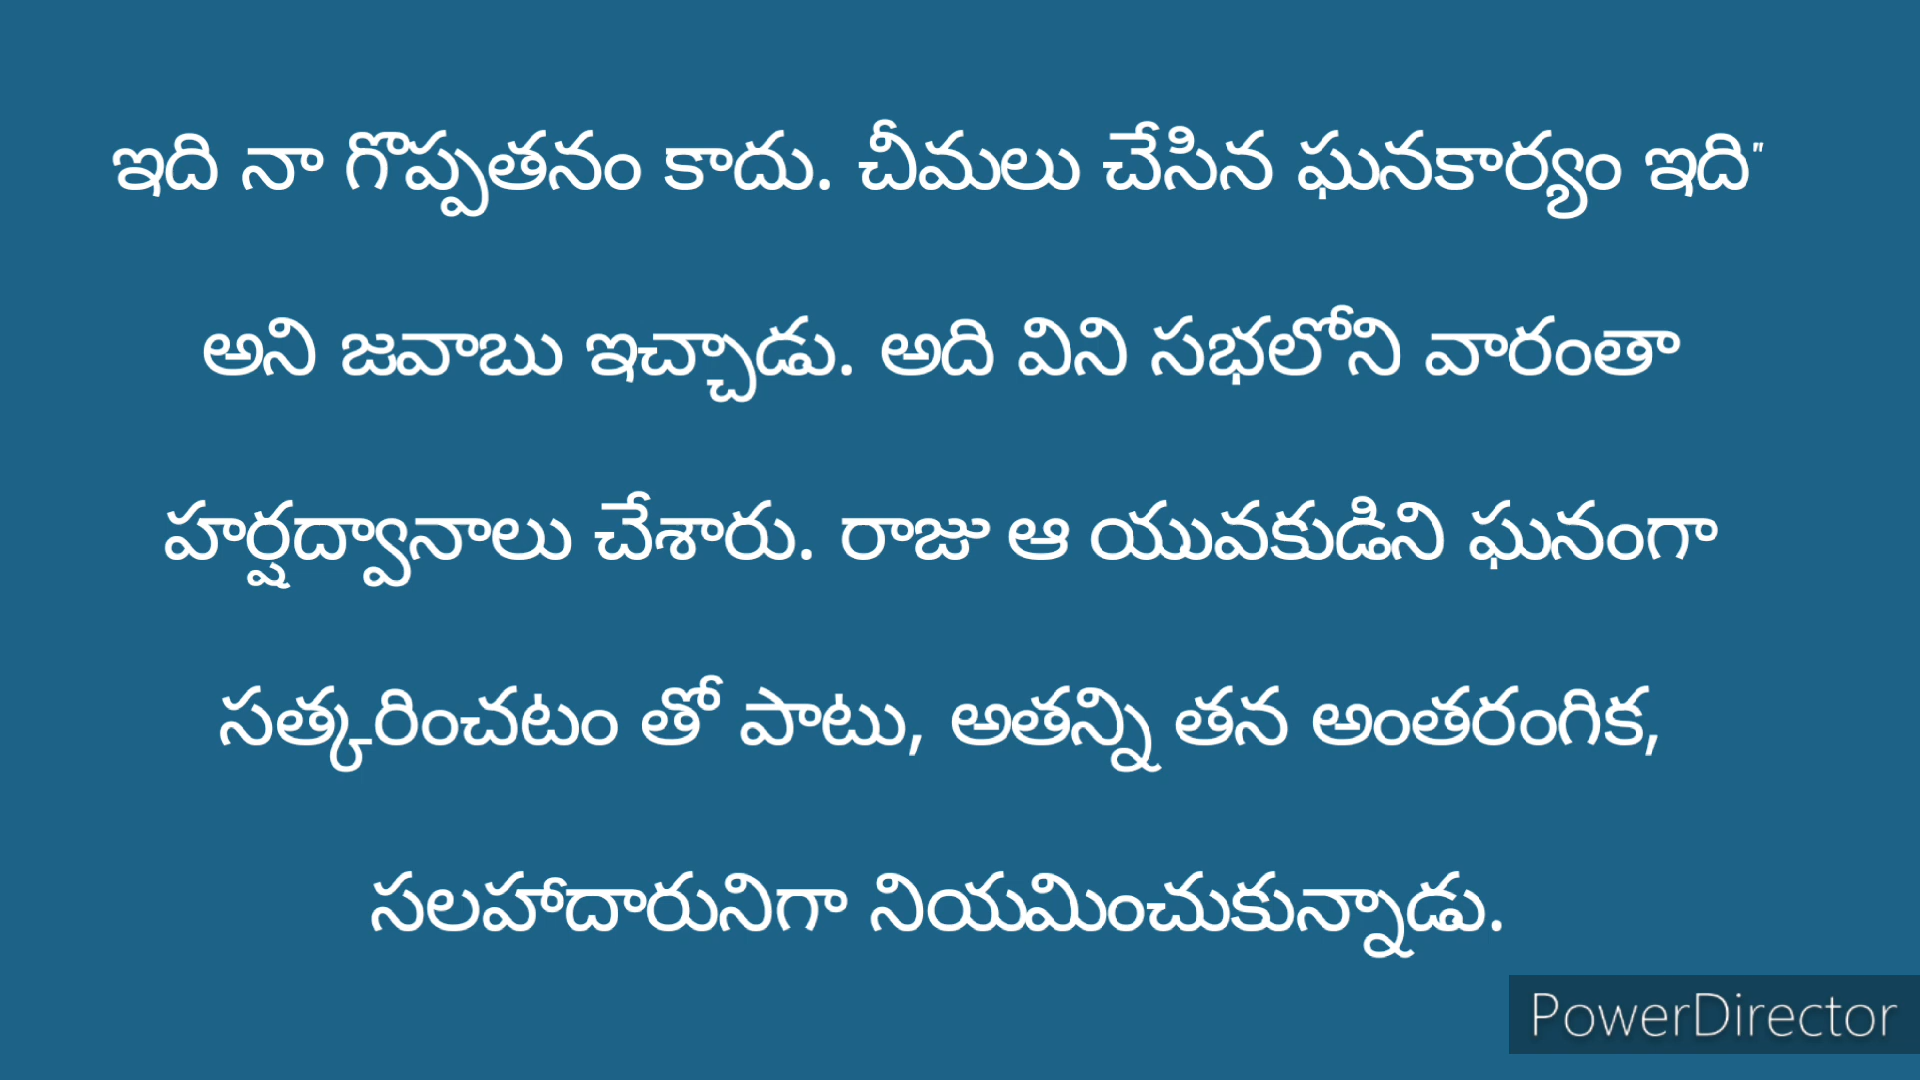 ఇది నా గొప్పతనం కాదు. చీమలు చేసిన ఘనకార్యం ఇది"
అని జవాబు ఇచ్చాడు. అది విని సభలోని వారంతా
హర్షద్వానాలు చేశారు. రాజు ఆ యువకుడిని ఘనంగా
సత్కరించటం తో పాటు, అతన్ని తన అంతరంగిక,
సలహాదారునిగా నియమించుకున్నాడు.
PowerDirector